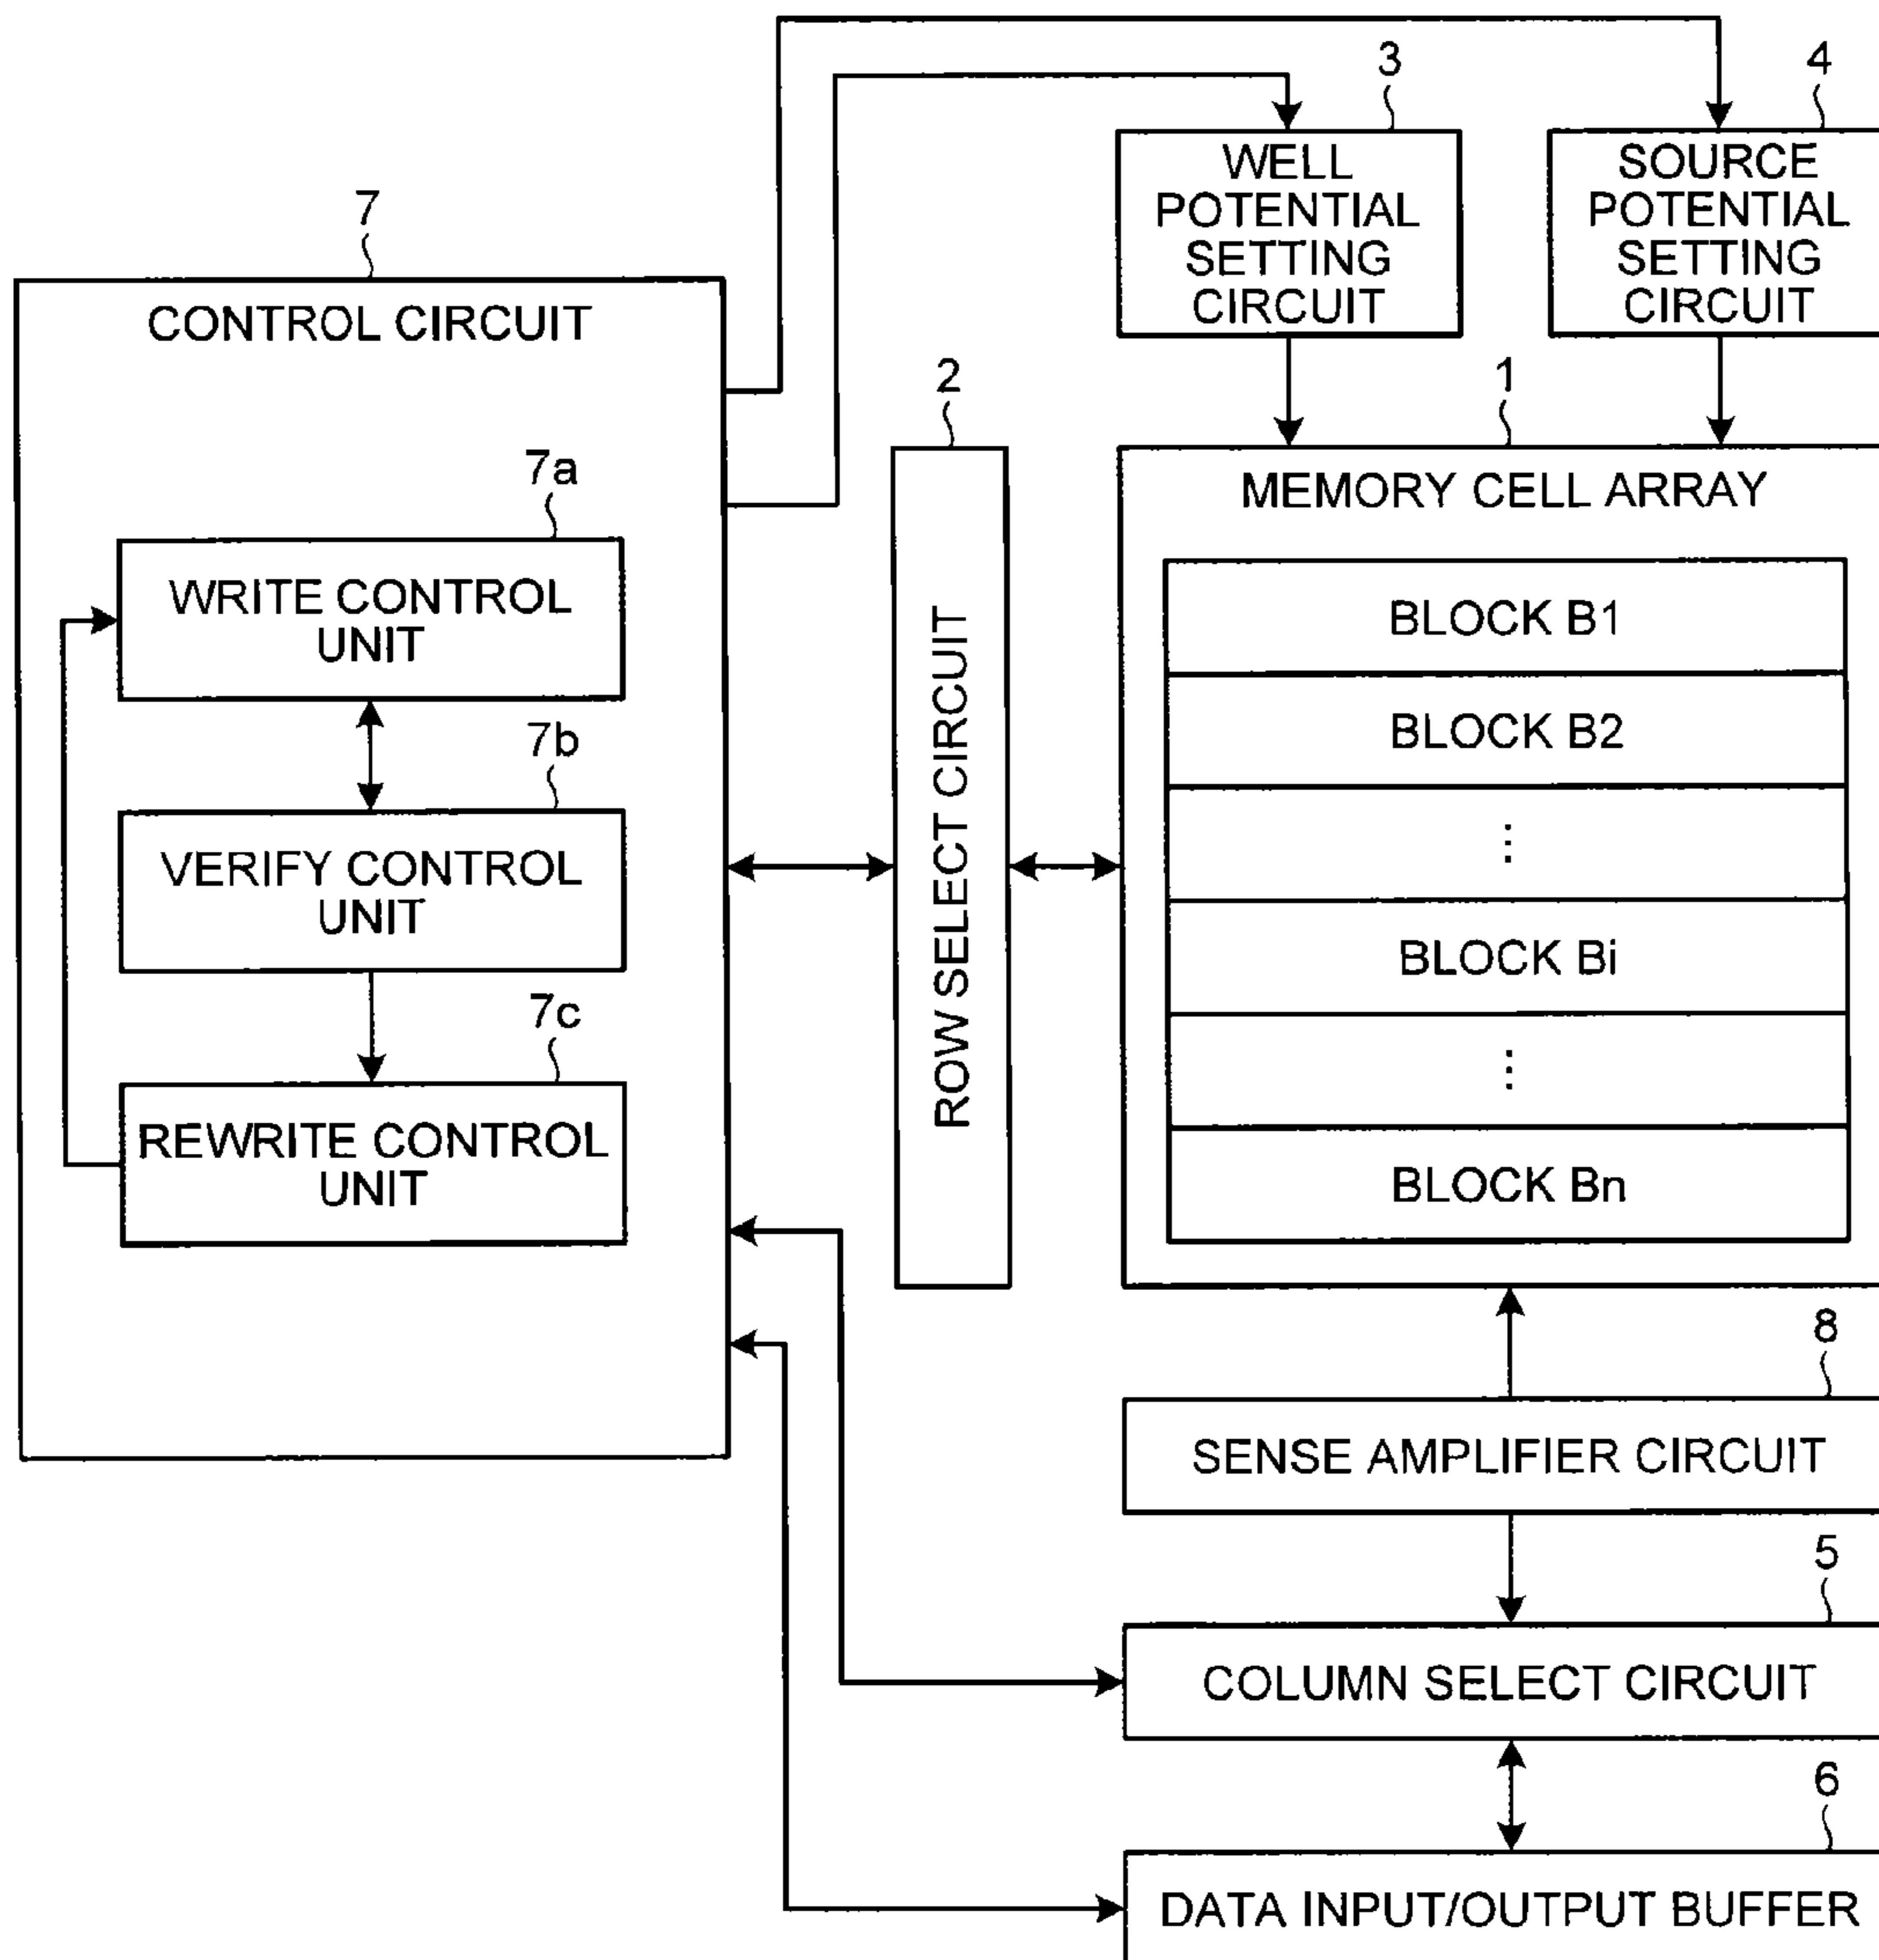 3
4
WELL
POTENTIAL
SETTING
CIRCUIT
SOURCE
POTENTIAL
SETTING
CIRCUIT
7
CONTROL CIRCUIT
7a
WRITE CONTROL
UNIT
7b
VERIFY CONTROL
UNIT
7c
REWRITE CONTROL
UNIT
2
ROW SELECT CIRCUIT
1
MEMORY CELL ARRAY
BLOCK B1
BLOCK B2
⋮
BLOCK Bi
⋮
BLOCK Bn
8
SENSE AMPLIFIER CIRCUIT
5
COLUMN SELECT CIRCUIT
6
DATA INPUT/OUTPUT BUFFER